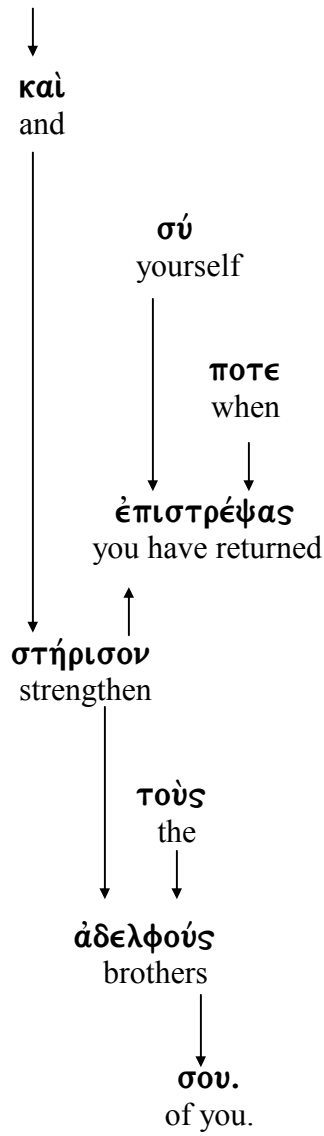 καὶ
and
σύ
yourself
ποτε
when
ἐπιστρέψας
you have returned
στήρισον
strengthen
τοὺς
the
ἀδελφούς
brothers
σου.
of you.